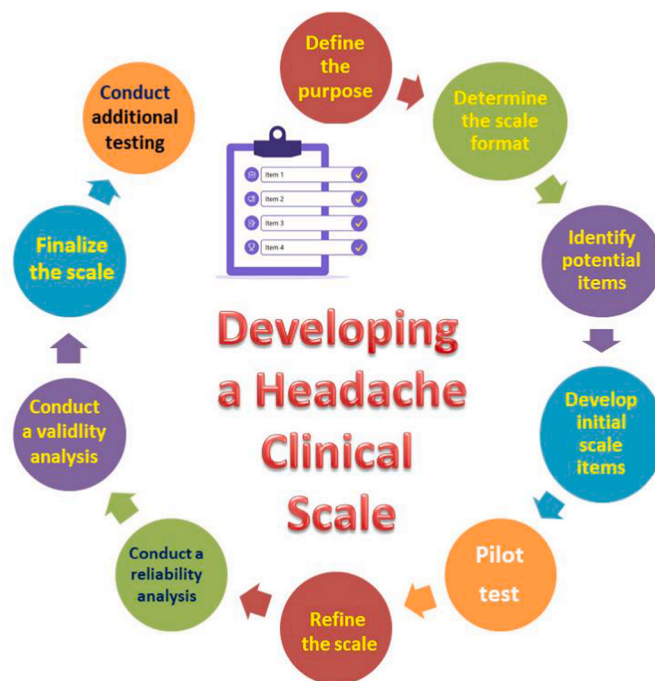 Define
the
purpose
Determine
the scale
format
Identify
potential
items
Develop
initial
scale
items
Pilot
test
Refine
the scale
Conduct a
reliability
analysis
Conduct
a validlity
analysis
Finalize
the scale
Conduct
additional
testing
Item 1
Item 2
Item 3
Item 4
Developing
a Headache
Clinical
Scale